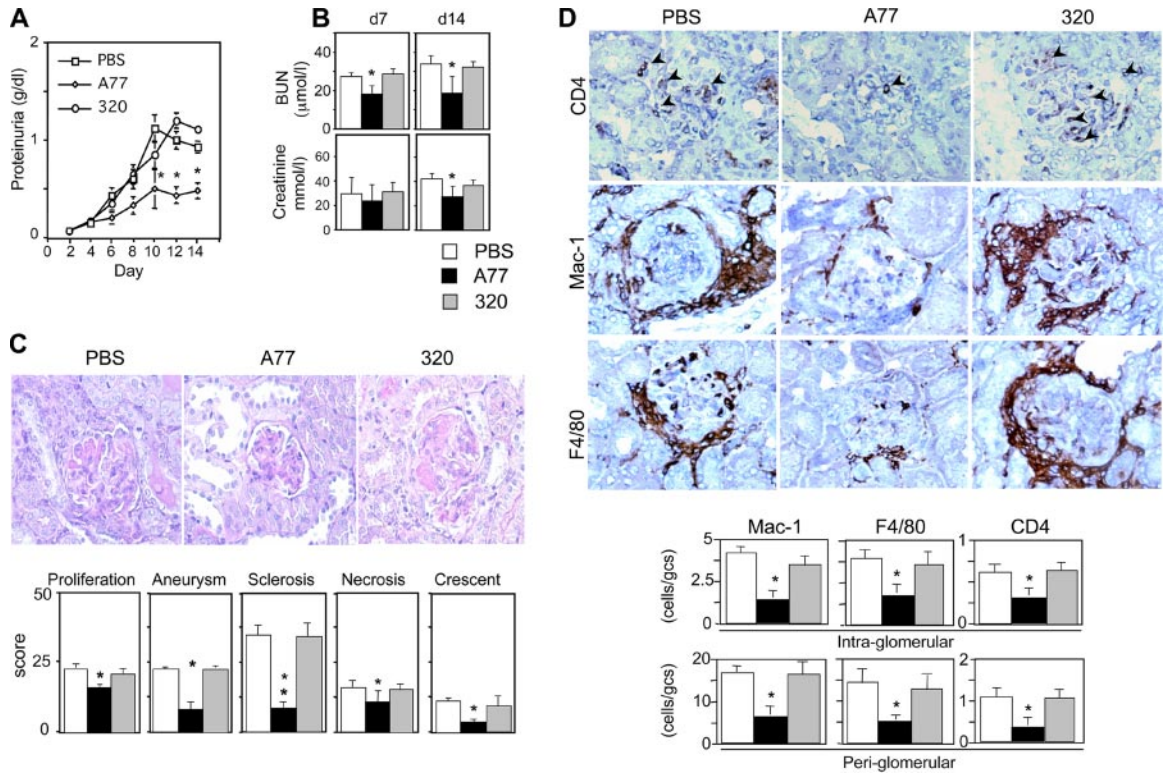 A
2
PBS
A77
320
Proteinuria (g/dl)
1
0
0 2 4 6 8 10 12 14
Day
* * *
B
d7 d14
BUN
(μmol/l)
40
20
0
* *
Creatinine
mmol/l
60
40
20
0
*
PBS
A77
320
C
PBS A77 320
Proliferation Aneurysm Sclerosis Necrosis Crescent
score
50
25
0
* * * * * *
D
PBS A77 320
CD4
Mac-1
F4/80
Mac-1 F4/80 CD4
(cells/gcs)
5
2.5
0
1
0
* * *
Intra-glomerular
(cells/gcs)
20
10
0
2
1
0
* * *
Peri-glomerular